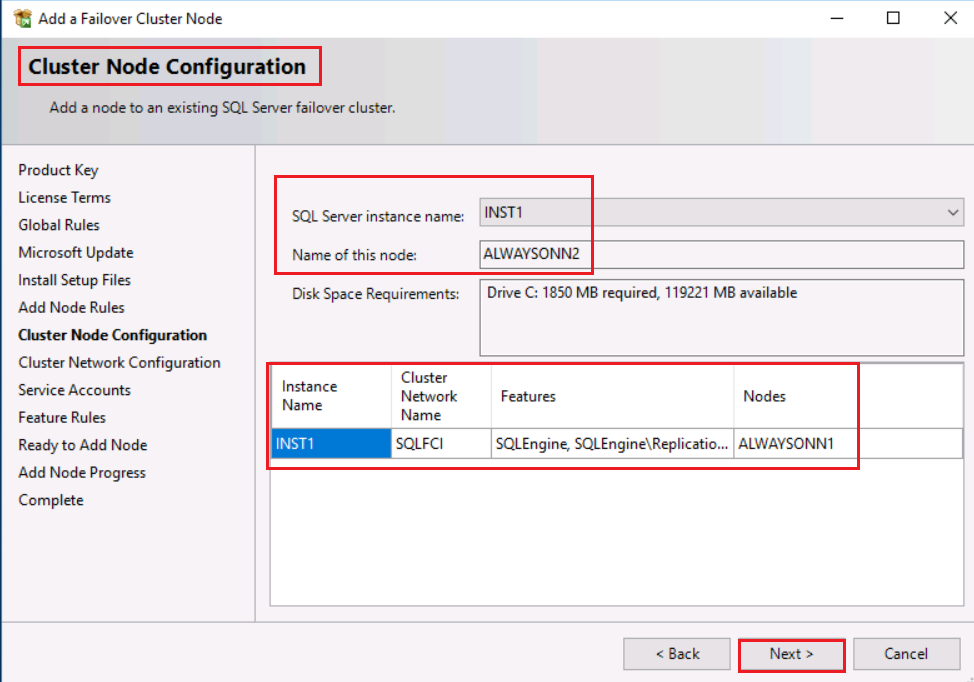 Add a Failover Cluster Node
Cluster Node Configuration
Add a node to an existing SQL Server failover cluster.
Product Key
License Terms
Global Rules
Microsoft Update
Install Setup Files
Add Node Rules
Cluster Node Configuration
Cluster Network Configuration
Service Accounts
Feature Rules
Ready to Add Node
Add Node Progress
Complete
SQL Server instance name: INST1
Name of this node: ALWAYSONN2
Disk Space Requirements: Drive C: 1850 MB required, 119221 MB available
Instance
Name
Cluster
Network
Name
Features
Nodes
INST1 SQLFCI SQLEngine, SQLEngine\Replicatio... ALWAYSONN1
< Back Next > Cancel